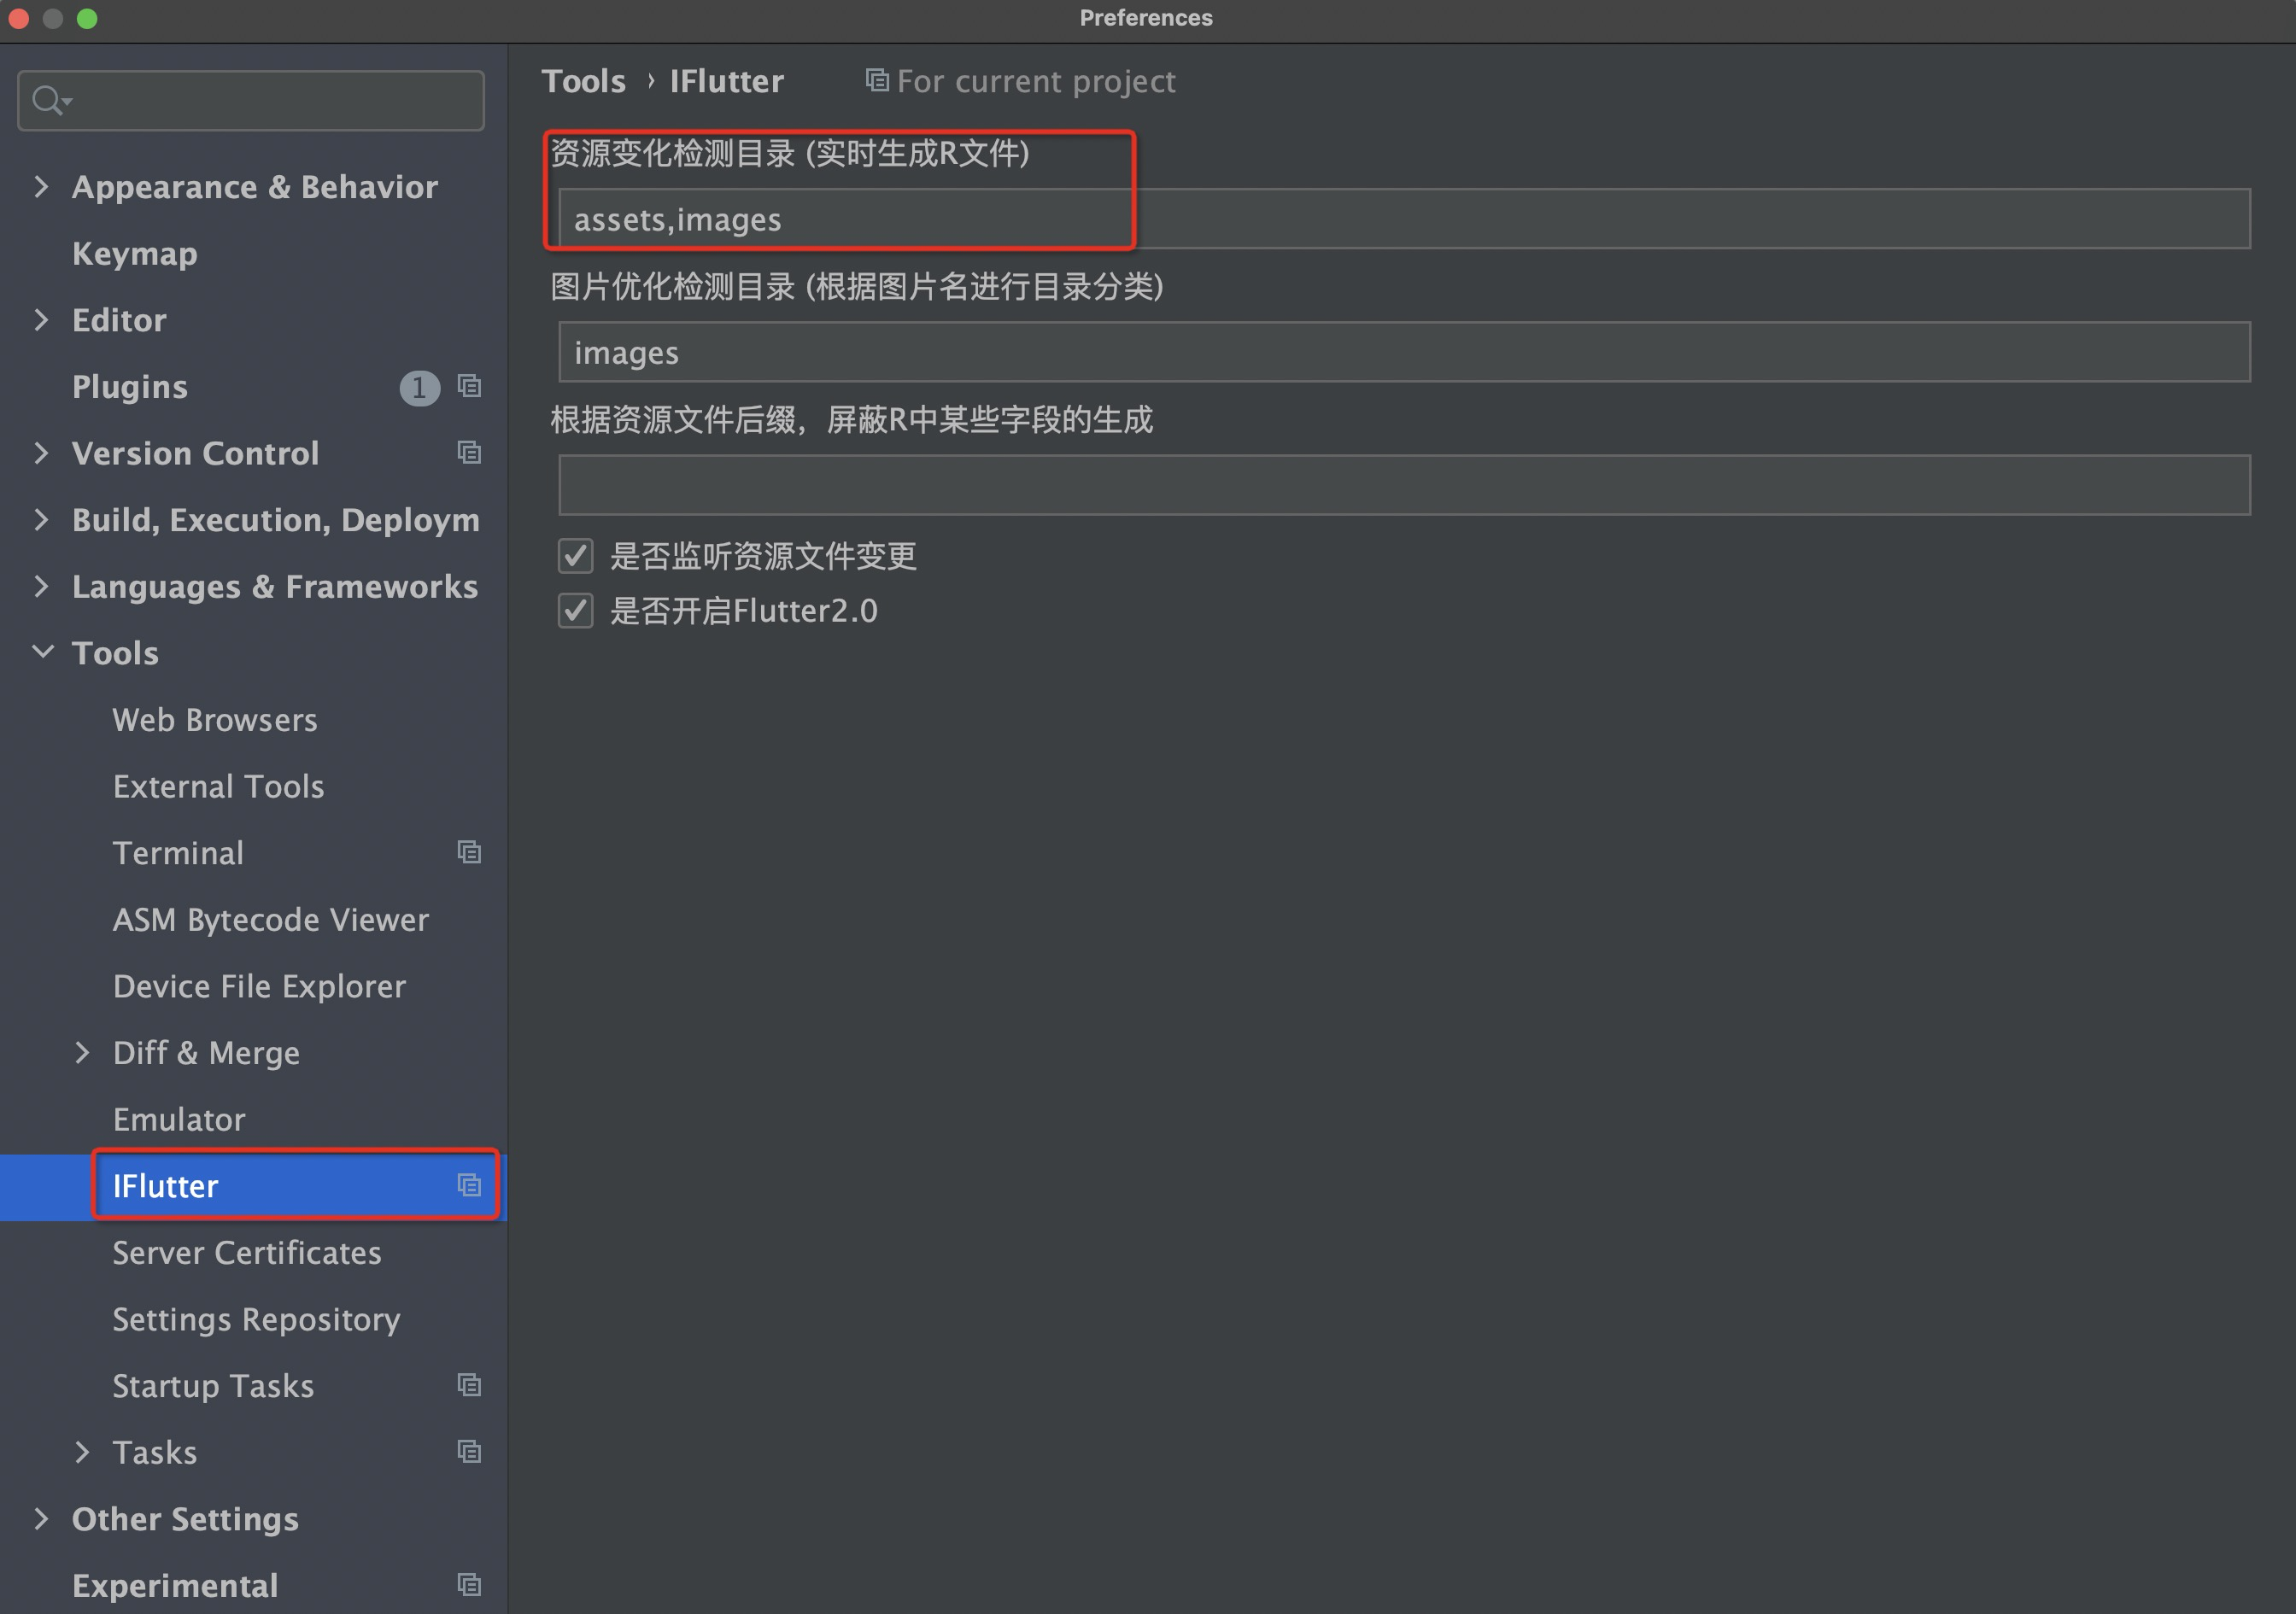 Preferences
Tools › IFlutter For current project
资源变化检测目录 (实时生成R文件)
assets,images
图片优化检测目录 (根据图片名进行目录分类)
images
根据资源文件后缀，屏蔽R中某些字段的生成
是否监听资源文件变更
是否开启Flutter2.0
Appearance & Behavior
Keymap
Editor
Plugins 1
Version Control
Build, Execution, Deploym
Languages & Frameworks
Tools
Web Browsers
External Tools
Terminal
ASM Bytecode Viewer
Device File Explorer
Diff & Merge
Emulator
IFlutter
Server Certificates
Settings Repository
Startup Tasks
Tasks
Other Settings
Experimental